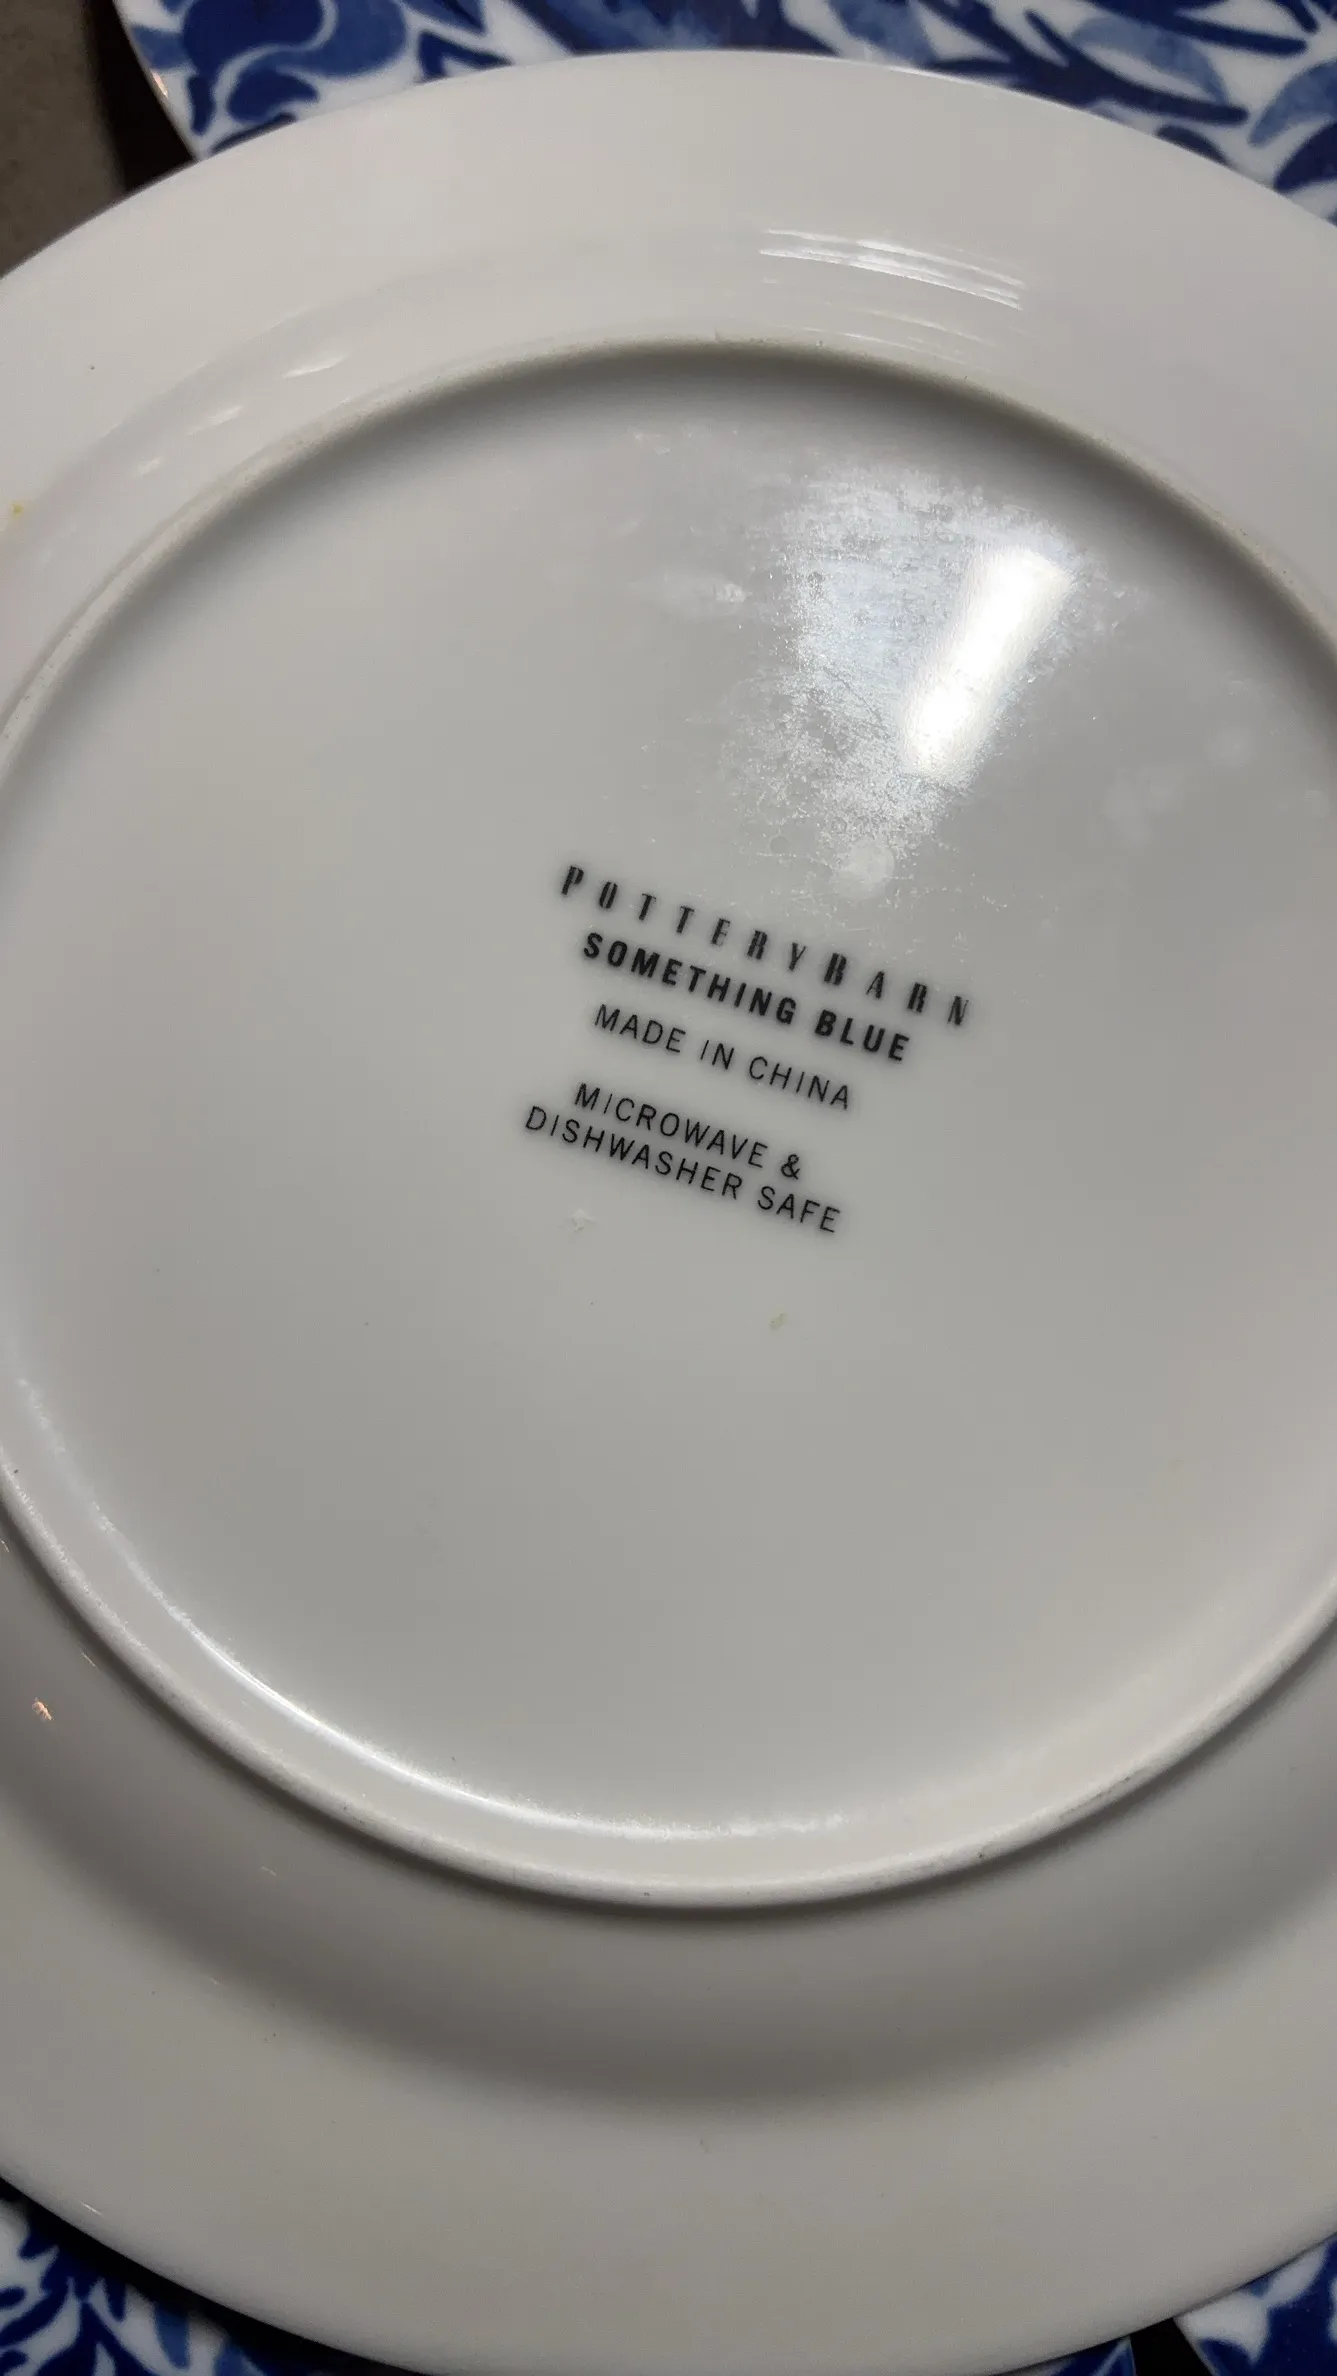 POTTERYBARN
SOMETHING BLUE
MADE IN CHINA
MICROWAVE &
DISHWASHER SAFE